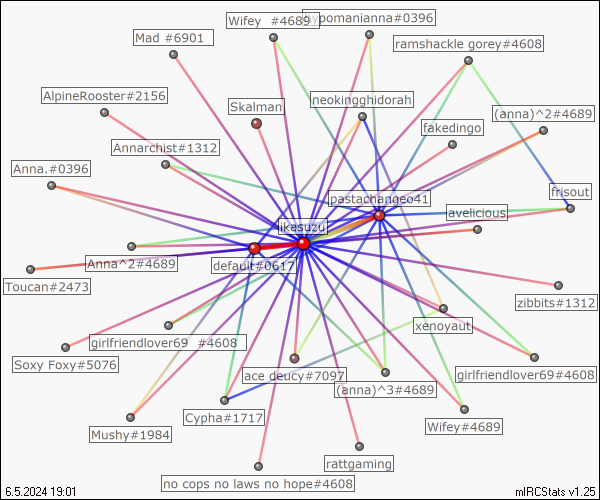 Wifey #4689
hypomanianna#0396
Mad #6901
ramshackle gorey#4608
AlpineRooster#2156
Skalman
neokingghidorah
(anna)^2#4689
fakedingo
Annarchist#1312
Anna.#0396
pastachangeo41
frisout
avelicious
likasuzu
Anna^2#4689
default#0617
Toucan#2473
zibbits#1312
xenoyaut
girlfriendlover69 #4608
Soxy Foxy#5076
ace deucy#7097
girlfriendlover69#4608
(anna)^3#4689
Cypha#1717
Mushy#1984
Wifey#4689
rattgaming
no cops no laws no hope#4608
6.5.2024 19:01
mIRCStats v1.25